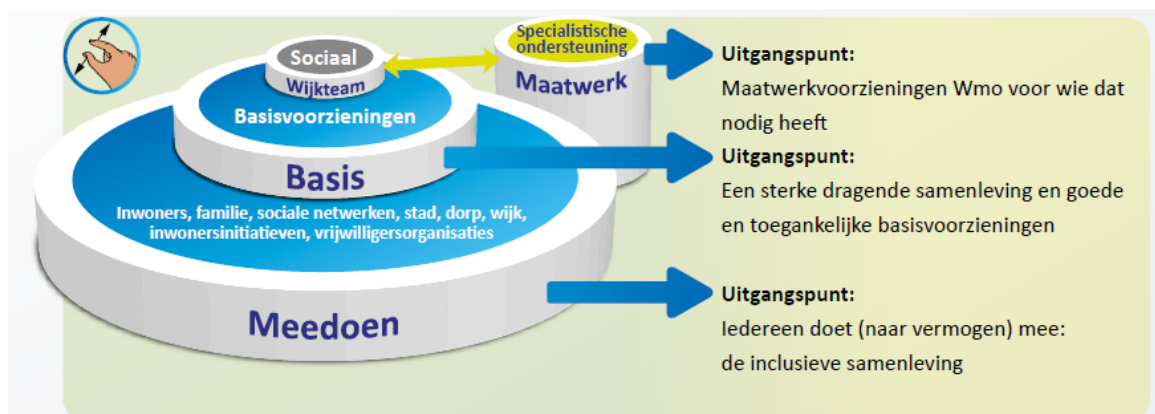 Sociaal
Wijkteam
Basisvoorzieningen
Basis
Inwoners, familie, sociale netwerken, stad, dorp, wijk,
inwonersinitiatieven, vrijwilligersorganisaties
Meedoen
Specialistische
ondersteuning
Maatwerk
Uitgangspunt:
Maatwerkvoorzieningen Wmo voor wie dat
nodig heeft
Uitgangspunt:
Een sterke dragende samenleving en goede
en toegankelijke basisvoorzieningen
Uitgangspunt:
Iedereen doet (naar vermogen) mee:
de inclusieve samenleving